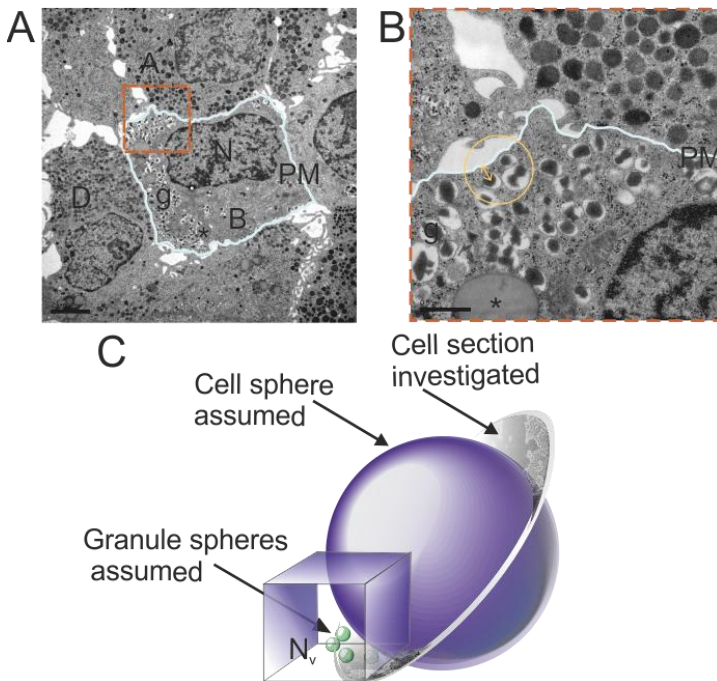 A
A
N
PM
D
g
B
*
B
PM
g
*
C
Cell section
investigated
Cell sphere
assumed
Granule spheres
assumed
Nv